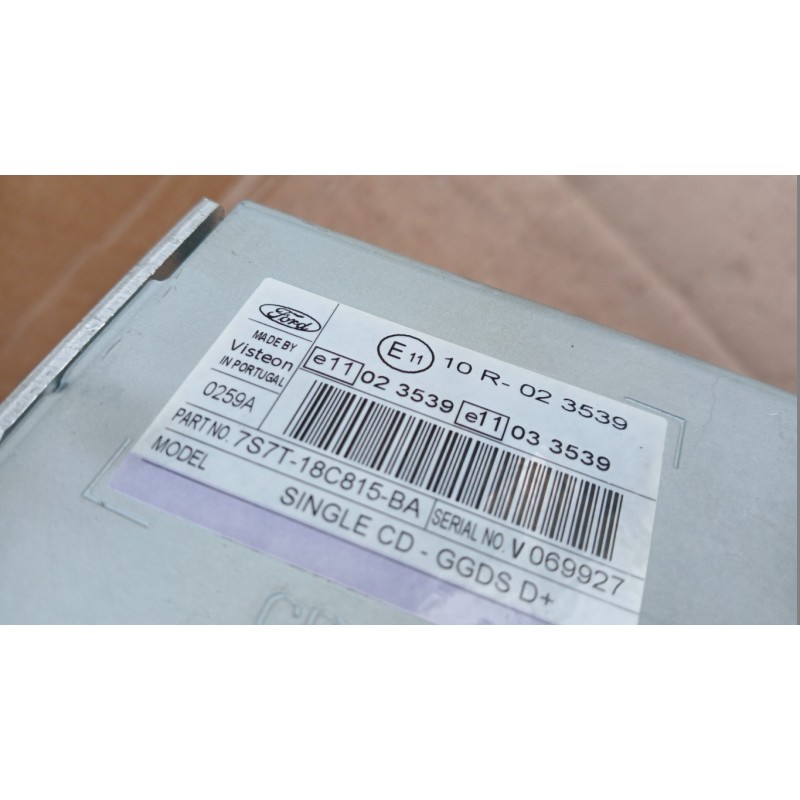 Ford
MADE BY
Visteon
IN PORTUGAL
0259A
E 11 10 R- 02 3539
e11 02 3539 e11 03 3539
PART NO. 7S7T-18C815-BA SERIAL NO. V 069927
MODEL SINGLE CD - GGDS D+